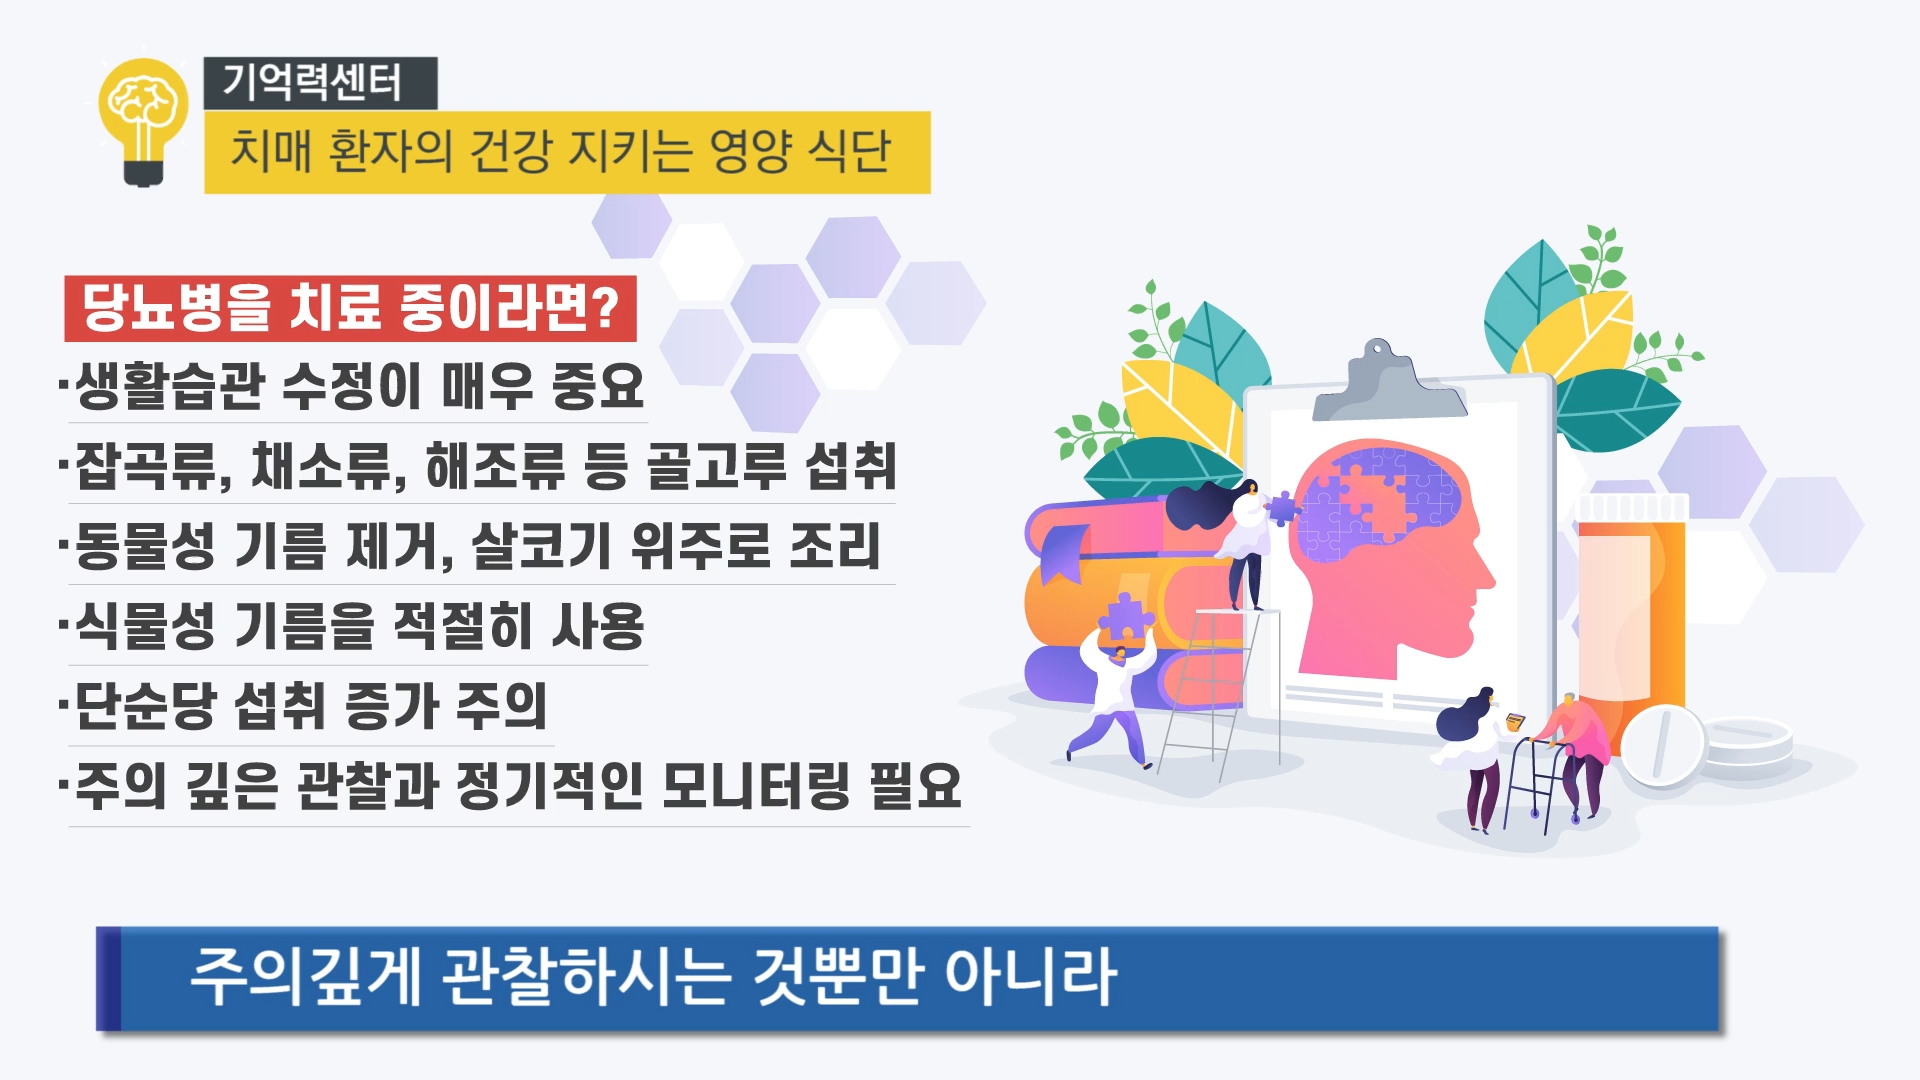 기억력센터
치매 환자의 건강 지키는 영양 식단
당뇨병을 치료 중이라면?
·생활습관 수정이 매우 중요
·잡곡류, 채소류, 해조류 등 골고루 섭취
·동물성 기름 제거, 살코기 위주로 조리
·식물성 기름을 적절히 사용
·단순당 섭취 증가 주의
·주의 깊은 관찰과 정기적인 모니터링 필요
주의깊게 관찰하시는 것뿐만 아니라